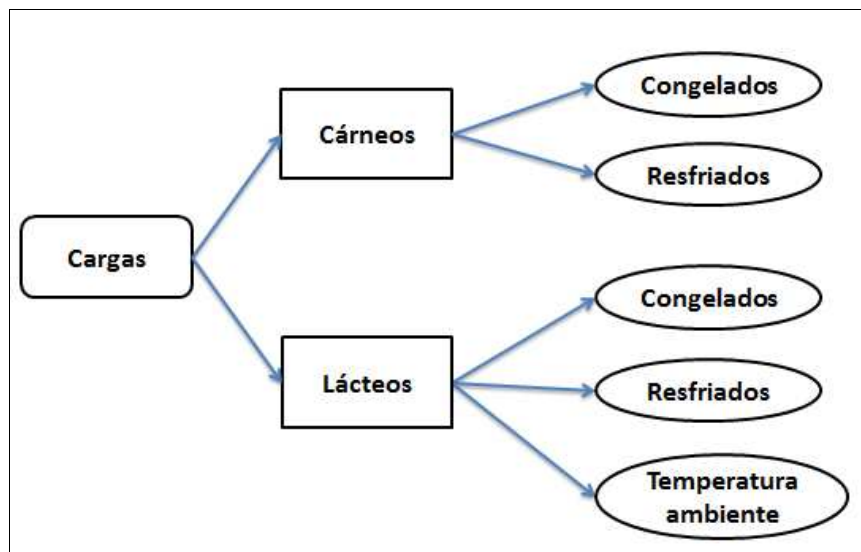 Cargas
Cárneos
Congelados
Resfriados
Lácteos
Congelados
Resfriados
Temperatura
ambiente